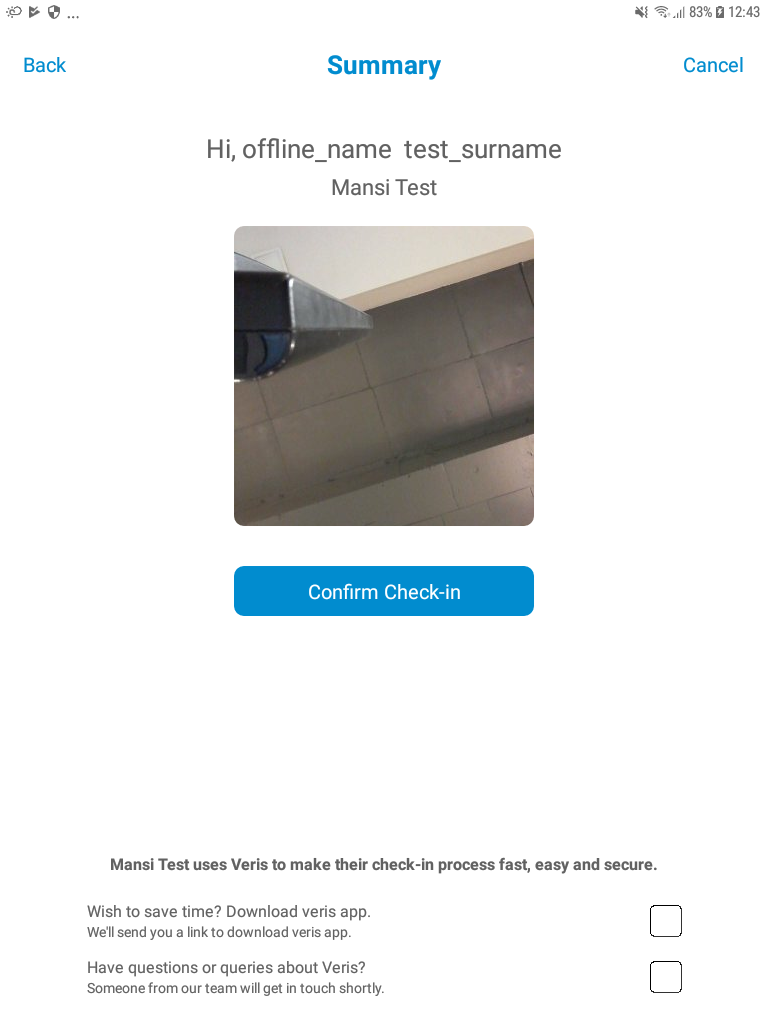 ... 83% 12:43
Back Summary Cancel
Hi, offline_name test_surname
Mansi Test
Confirm Check-in
Mansi Test uses Veris to make their check-in process fast, easy and secure.
Wish to save time? Download veris app.
We'll send you a link to download veris app.
Have questions or queries about Veris?
Someone from our team will get in touch shortly.